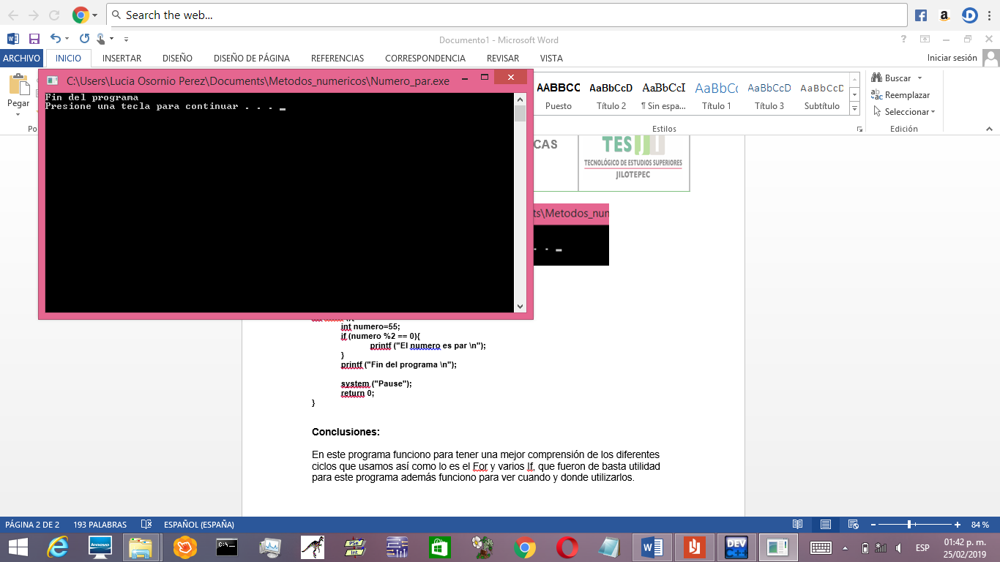 Search the web...
Documento1 - Microsoft Word
ARCHIVO INICIO INSERTAR DISEÑO DISEÑO DE PÁGINA REFERENCIAS CORRESPONDENCIA REVISAR VISTA Iniciar sesión
C:\Users\Lucia Osornio Perez\Documents\Metodos_numericos\Numero_par.exe
Fin del programa
Presione una tecla para continuar . . .
Pegar
AABBCC AaBbCcD AaBbCcI AaBbCc AaBbCcD AaBbCcD
Puesto Título 2 ¶ Sin espa... Título 1 Título 3 Subtítulo
Estilos
Buscar
Reemplazar
Seleccionar
Edición
CAS
TESJI
TECNOLÓGICO DE ESTUDIOS SUPERIORES
JILOTEPEC
ts\Metodos_num
. .
int numero=55;
if (numero %2 == 0){
printf ("El numero es par \n");
}
printf ("Fin del programa \n");
system ("Pause");
return 0;
}
Conclusiones:
En este programa funciono para tener una mejor comprensión de los diferentes
ciclos que usamos así como lo es el For y varios If, que fueron de basta utilidad
para este programa además funciono para ver cuando y donde utilizarlos.
PÁGINA 2 DE 2 193 PALABRAS ESPAÑOL (ESPAÑA) 84 %
lenovo
C:\
PSe
Int
DEV
C++
ESP
01:42 p. m.
25/02/2019